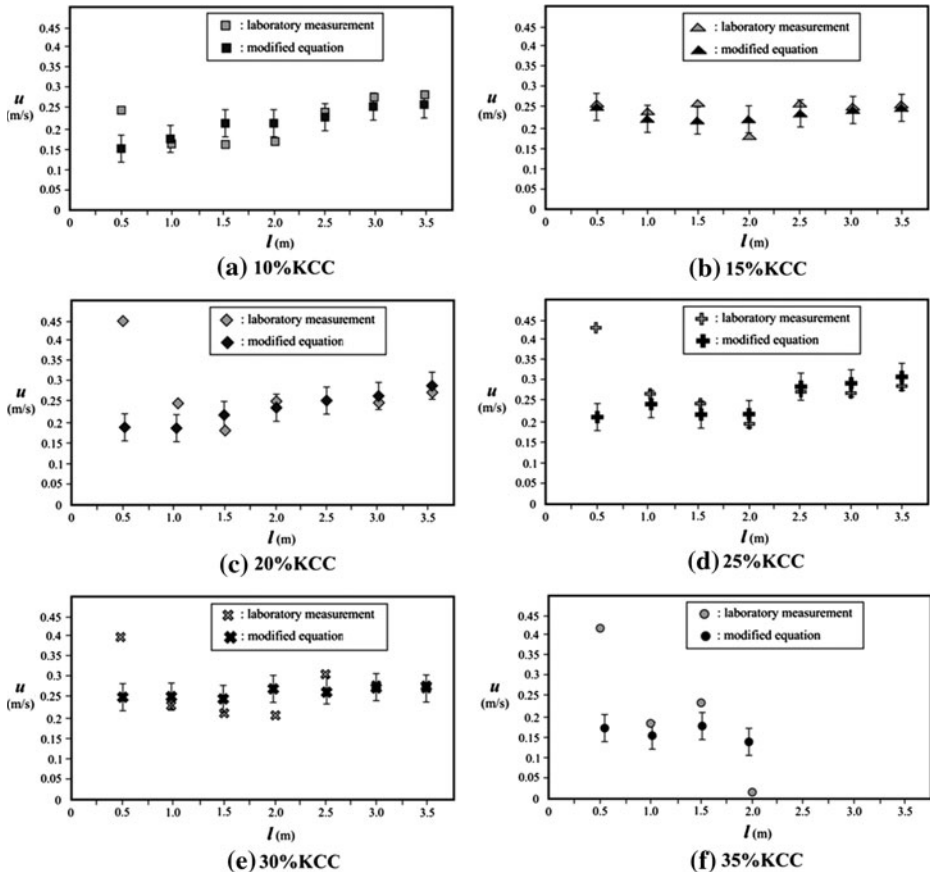 : laboratory measurement
: modified equation
u
(m/s)
0.45
0.4
0.35
0.3
0.25
0.2
0.15
0.1
0.05
0
0 0.5 1.0 1.5 2.0 2.5 3.0 3.5
l (m)
(a) 10%KCC
: laboratory measurement
: modified equation
u
(m/s)
0.45
0.4
0.35
0.3
0.25
0.2
0.15
0.1
0.05
0
0 0.5 1.0 1.5 2.0 2.5 3.0 3.5
l (m)
(b) 15%KCC
: laboratory measurement
: modified equation
u
(m/s)
0.45
0.4
0.35
0.3
0.25
0.2
0.15
0.1
0.05
0
0 0.5 1.0 1.5 2.0 2.5 3.0 3.5
l (m)
(c) 20%KCC
: laboratory measurement
: modified equation
u
(m/s)
0.45
0.4
0.35
0.3
0.25
0.2
0.15
0.1
0.05
0
0 0.5 1.0 1.5 2.0 2.5 3.0 3.5
l (m)
(d) 25%KCC
: laboratory measurement
: modified equation
u
(m/s)
0.45
0.4
0.35
0.3
0.25
0.2
0.15
0.1
0.05
0
0 0.5 1.0 1.5 2.0 2.5 3.0 3.5
l (m)
(e) 30%KCC
: laboratory measurement
: modified equation
u
(m/s)
0.45
0.4
0.35
0.3
0.25
0.2
0.15
0.1
0.05
0
0 0.5 1.0 1.5 2.0 2.5 3.0 3.5
l (m)
(f) 35%KCC